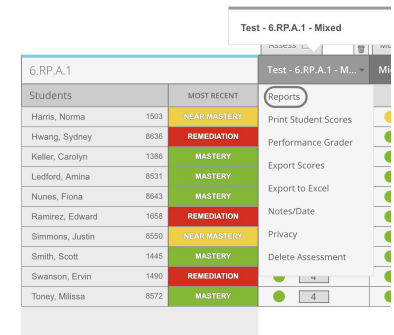 Test - 6.RP.A.1 - Mixed
Assess
6.RP.A.1 Test - 6.RP.A.1 - M...
Students MOST RECENT Reports
Harris, Norma 1503 NEAR MASTERY Print Student Scores
Hwang, Sydney 8636 REMEDIATION Performance Grader
Keller, Carolyn 1386 MASTERY Export Scores
Ledford, Amina 8531 MASTERY Export to Excel
Nunes, Fiona 8643 MASTERY
Ramirez, Edward 1658 REMEDIATION Notes/Date
Simmons, Justin 8550 NEAR MASTERY Privacy
Smith, Scott 1445 MASTERY Delete Assessment
Swanson, Ervin 1490 REMEDIATION 4
Toney, Milissa 8572 MASTERY 4